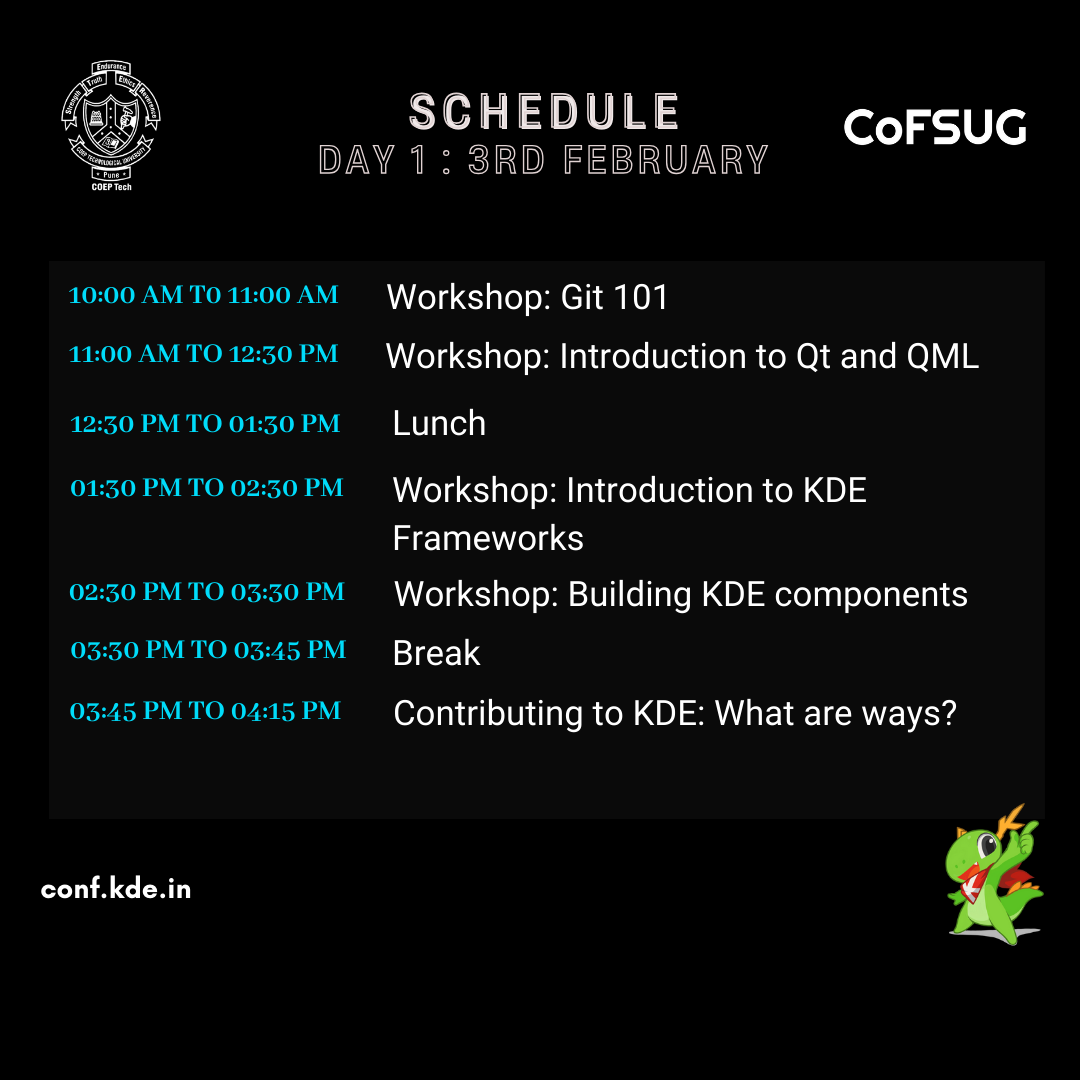 Endurance
Truth
Ethics
Strength
Reverence
COEP TECHNOLOGICAL UNIVERSITY
• Pune •
COEP Tech
SCHEDULE
DAY 1 : 3RD FEBRUARY
CoFSUG
10:00 AM T0 11:00 AM Workshop: Git 101
11:00 AM TO 12:30 PM Workshop: Introduction to Qt and QML
12:30 PM TO 01:30 PM Lunch
01:30 PM TO 02:30 PM Workshop: Introduction to KDE
Frameworks
02:30 PM TO 03:30 PM Workshop: Building KDE components
03:30 PM TO 03:45 PM Break
03:45 PM TO 04:15 PM Contributing to KDE: What are ways?
conf.kde.in
K